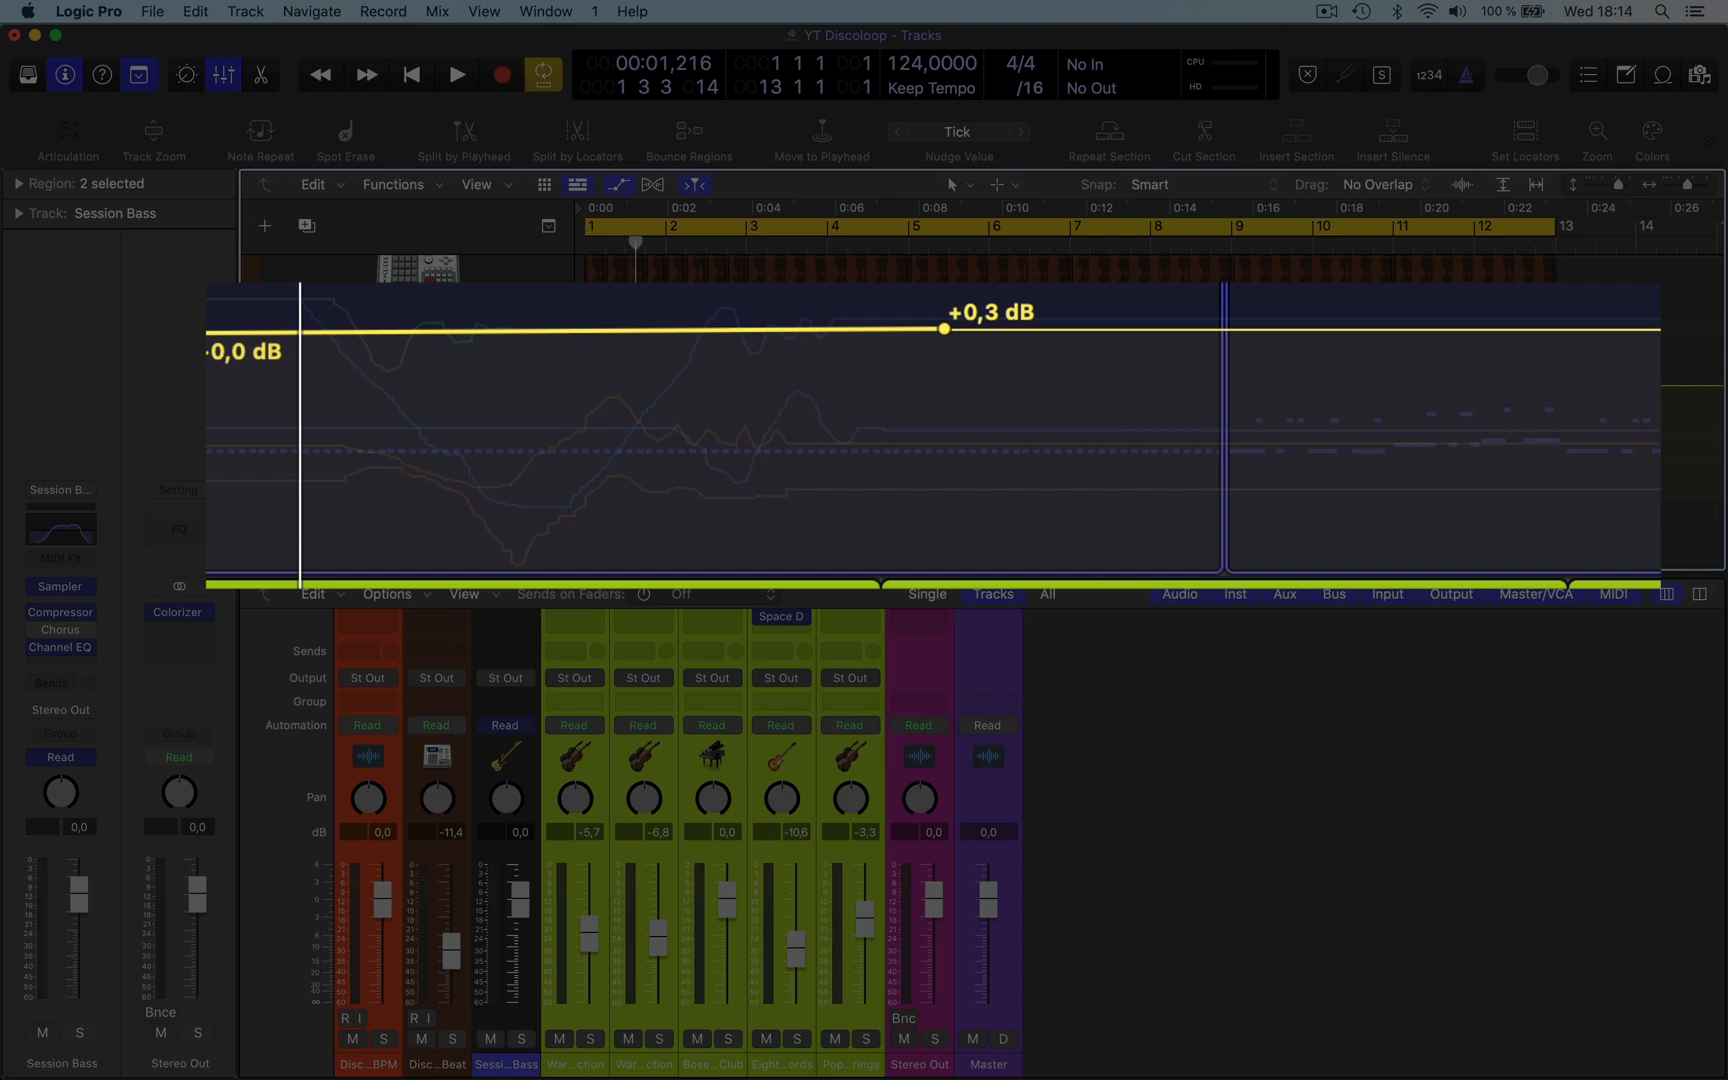 Logic Pro File Edit Track Navigate Record Mix View Window 1 Help 100 % Wed 18:14
YT Discoloop - Tracks
00:01,216 1 1 1 124,0000 4/4 No In CPU
1 3 3 014 13 1 1 Keep Tempo /16 No Out HD
S 1234
Articulation Track Zoom Note Repeat Spot Erase Split by Playhead Split by Locators Bounce Regions Move to Playhead Tick Nudge Value Repeat Section Cut Section Insert Section Insert Silence Set Locators Zoom Colors
Region: 2 selected Edit Functions View Snap: Smart Drag: No Overlap
Track: Session Bass
0:00 0:02 0:04 0:06 0:08 0:10 0:12 0:14 0:16 0:18 0:20 0:22 0:24 0:26
1 2 3 4 5 6 7 8 9 10 11 12 13 14
+0,3 dB
0,0 dB
Session B... Setting
EQ
MIDI FX
Sampler
Compressor Colorizer
Chorus
Channel EQ
Sends
Stereo Out
Group Group
Read Read
0,0 0,0
Bnce
M S M S
Session Bass Stereo Out
Edit Options View Sends on Faders: Off Single Tracks All Audio Inst Aux Bus Input Output Master/VCA MIDI
Space D
Sends
Output St Out St Out St Out St Out St Out St Out St Out St Out
Group
Automation Read Read Read Read Read Read Read Read Read Read
Pan
dB 0,0 -11,4 0,0 -5,7 -6,8 0,0 -10,6 -3,3 0,0 0,0
R I R I Bnc
M S M S M S M S M S M S M S M S M S M D
Disc...BPM Disc...Beat Sessi...Bass War...ction War...ction Bose...Club Eight...ords Pop...rings Stereo Out Master